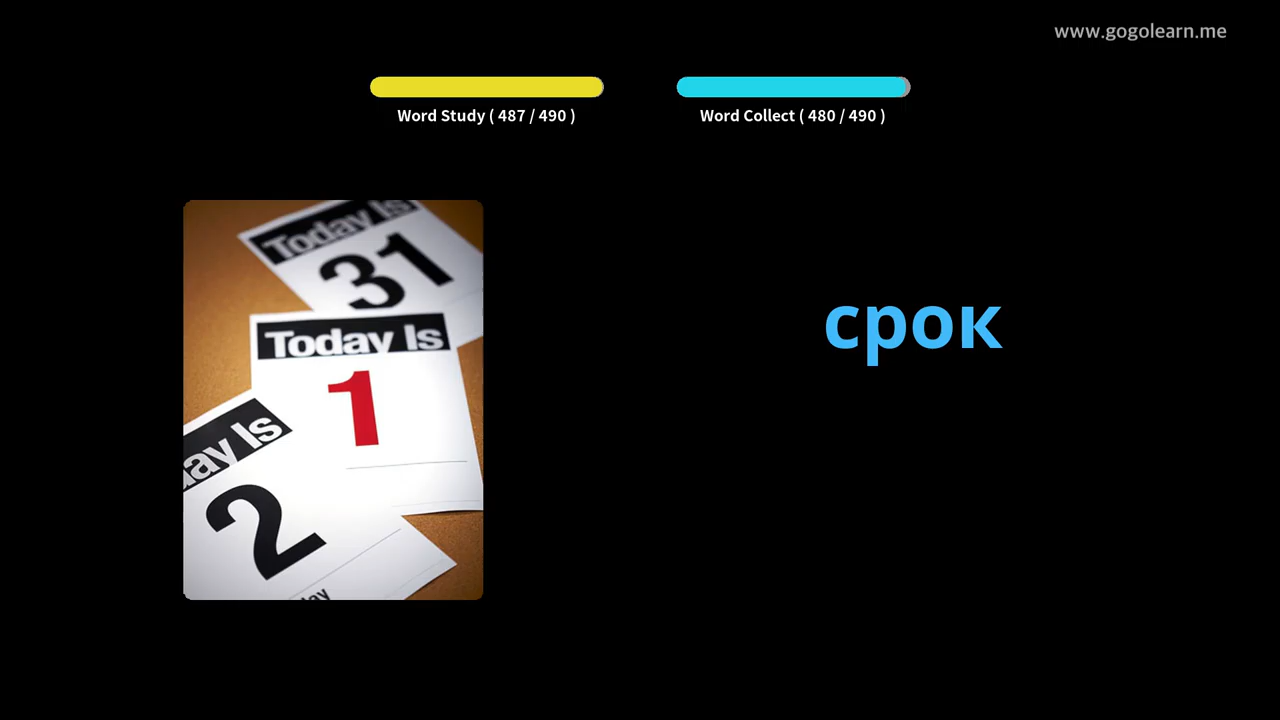 www.gogolearn.me
Word Study ( 487 / 490 )
Word Collect ( 480 / 490 )
Today Is
31
Today Is
1
ay Is
2
срок